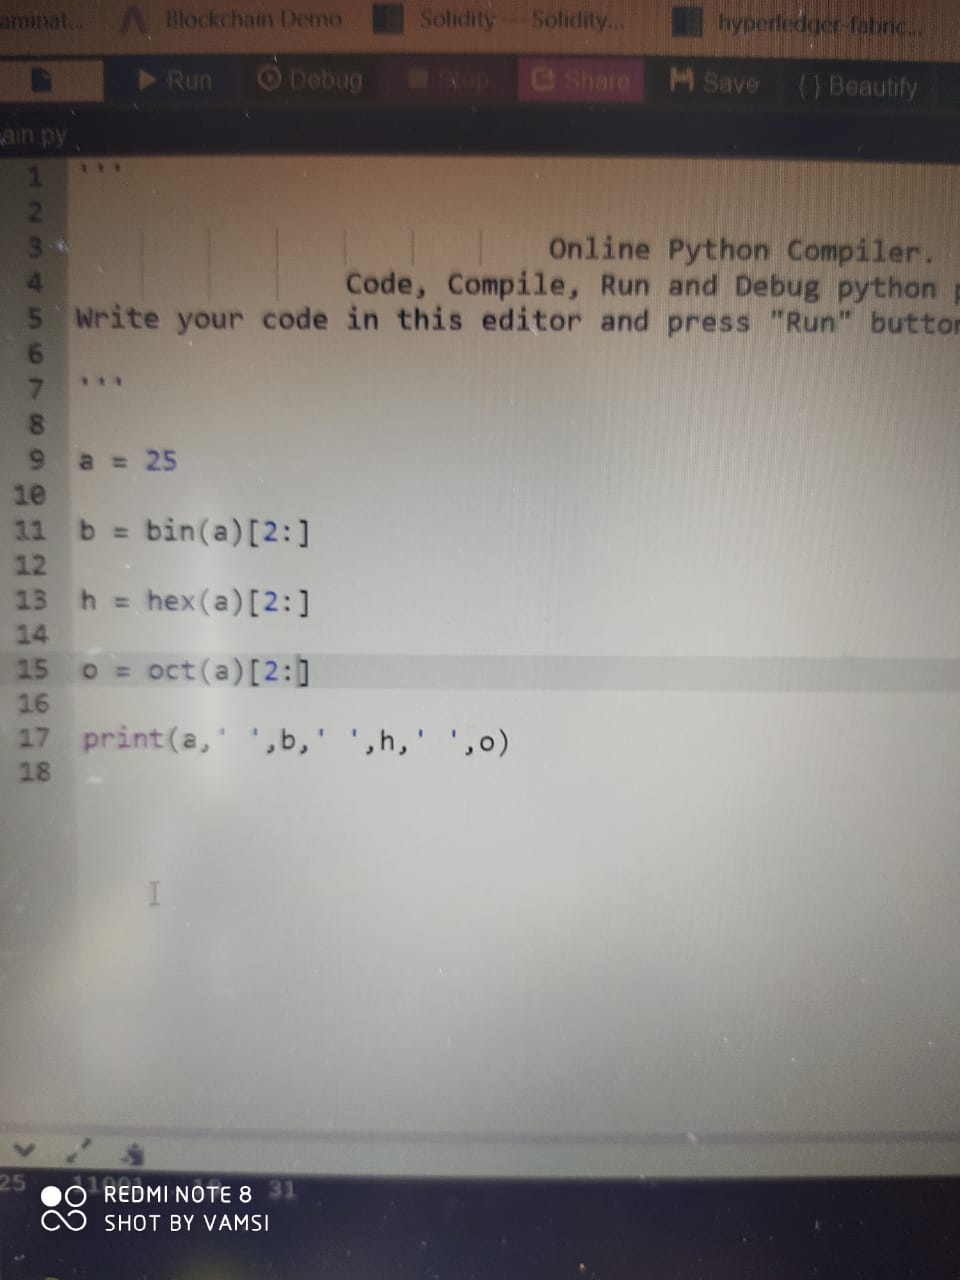 aminat... Blockchain Demo Solidity — Solidity... hyperledger-fabric...
Run Debug Stop Share Save {} Beautify
ain.py
1 '''
2
3 Online Python Compiler.
4 Code, Compile, Run and Debug python p
5 Write your code in this editor and press "Run" button
6
7 '''
8
9 a = 25
10
11 b = bin(a)[2:]
12
13 h = hex(a)[2:]
14
15 o = oct(a)[2:]
16
17 print(a,' ',b,' ',h,' ',o)
18
25 11001 19 31
REDMI NOTE 8
SHOT BY VAMSI